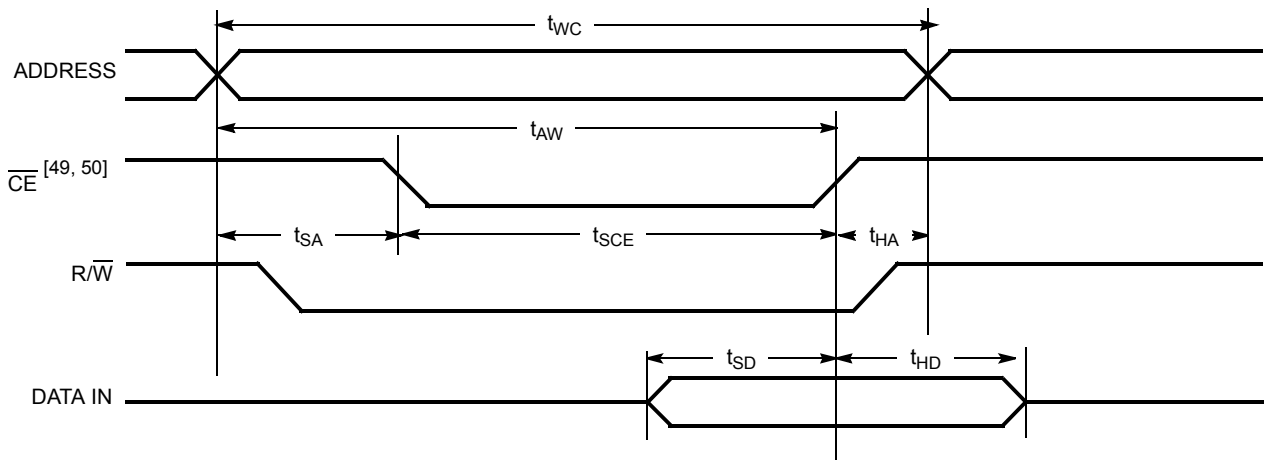 tWC
ADDRESS
tAW
CE [49, 50]
tSA
tSCE
tHA
R/W
tSD
tHD
DATA IN